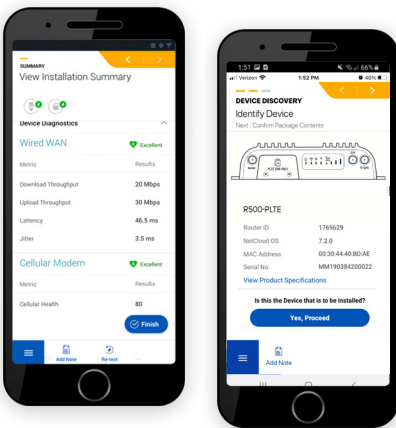 SUMMARY
View Installation Summary
Device Diagnostics
Wired WAN
Excellent
Metric Results
Download Throughput 20 Mbps
Upload Throughput 30 Mbps
Lattency 46.5 ms
Jitter 3.5 ms
Cellular Modem
Excellent
Metric Results
Cellular Health 80
Finish
Add Note Re-test
1:51 66%
Verizon 1:52 PM 40%
DEVICE DISCOVERY
Identify Device
Next : Confirm Package Contents
R500-PLTE
Router ID 1769629
NetCloud OS 7.2.0
MAC Address 00:30:44:40:BD:AE
Serial No MM190384200022
View Product Specifications
Is this the Device that is to be installed?
Yes, Proceed
Add Note